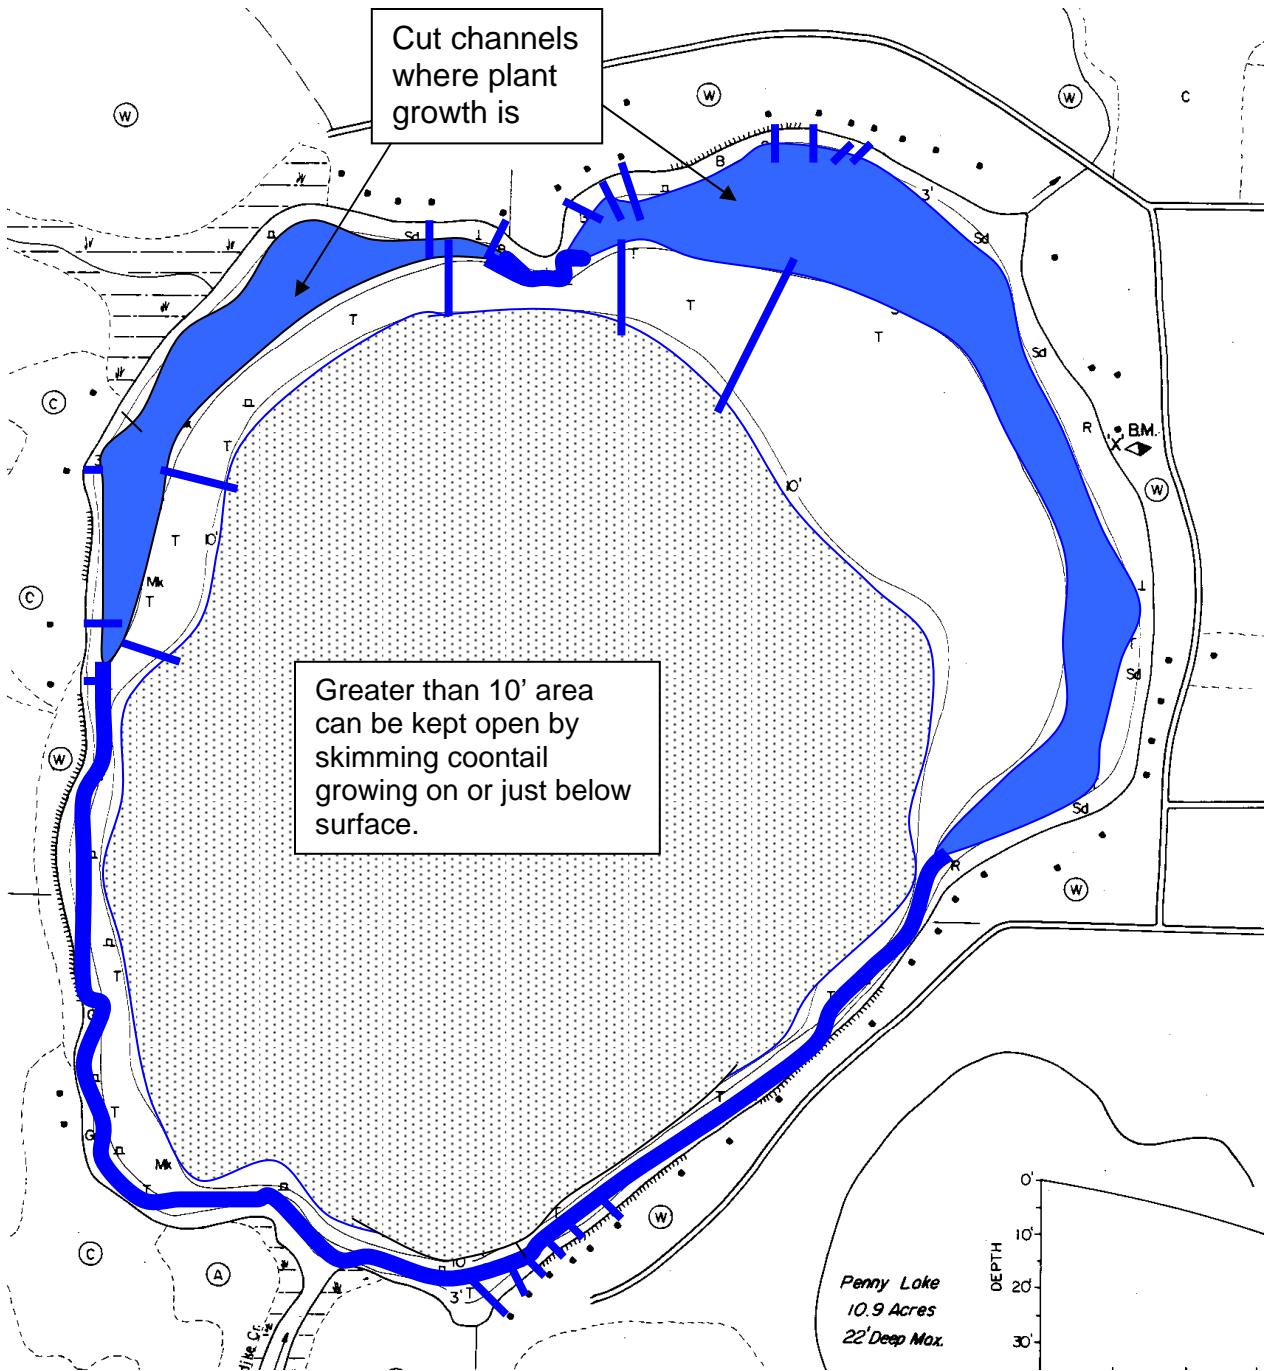 Cut channels
where plant
growth is
W
W
W
C
B
3'
Sd
Sd
B
T
T
T
T
Sd
C
R
'X'
B.M.
3'
T
10'
W
T
10'
C
Mk
T
T
Sd
Greater than 10' area
can be kept open by
skimming coontail
growing on or just below
surface.
W
Sd
R
W
T
T
G
T
T
G
Mk
T
T
W
C
A
10'
3'
T
Penny Lake
10.9 Acres
22' Deep Max.
DEPTH
0'
10'
20'
30'